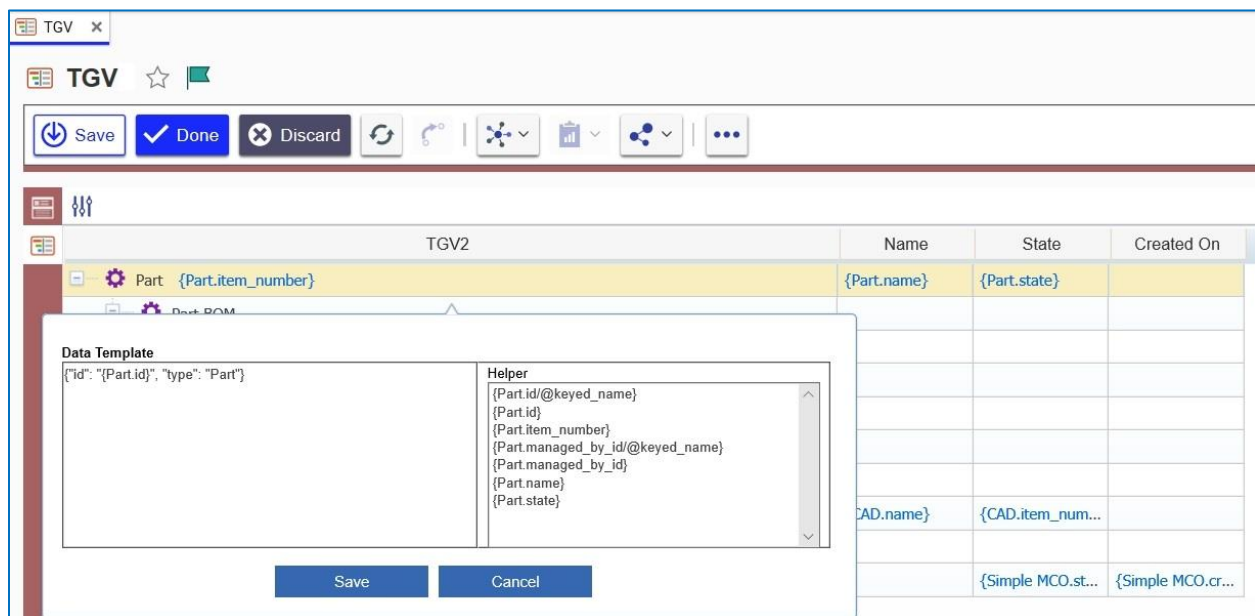 TGV
TGV
Save Done Discard
TGV2 Name State Created On
Part {Part.item_number} {Part.name} {Part.state}
Part BOM
Data Template
{"id": "{Part.id}", "type": "Part"}
Helper
{Part.id/@keyed_name}
{Part.id}
{Part.item_number}
{Part.managed_by_id/@keyed_name}
{Part.managed_by_id}
{Part.name}
{Part.state}
CAD.name} {CAD.item_num...
Save Cancel
{Simple MCO.st... {Simple MCO.cr...